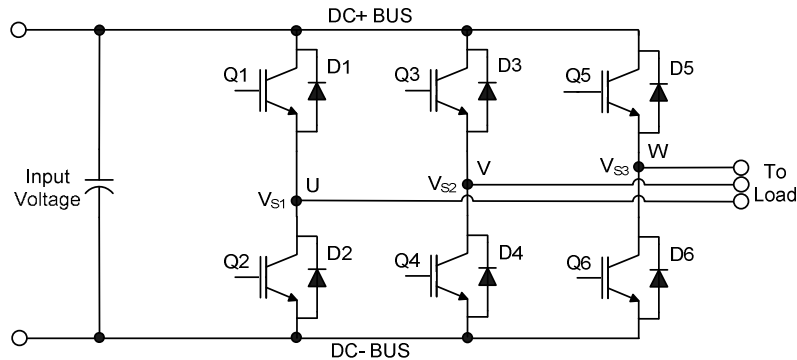 DC+ BUS
Q1
D1
Q3
D3
Q5
D5
Input
Voltage
U
VS1
V
VS2
W
VS3
To
Load
Q2
D2
Q4
D4
Q6
D6
DC- BUS